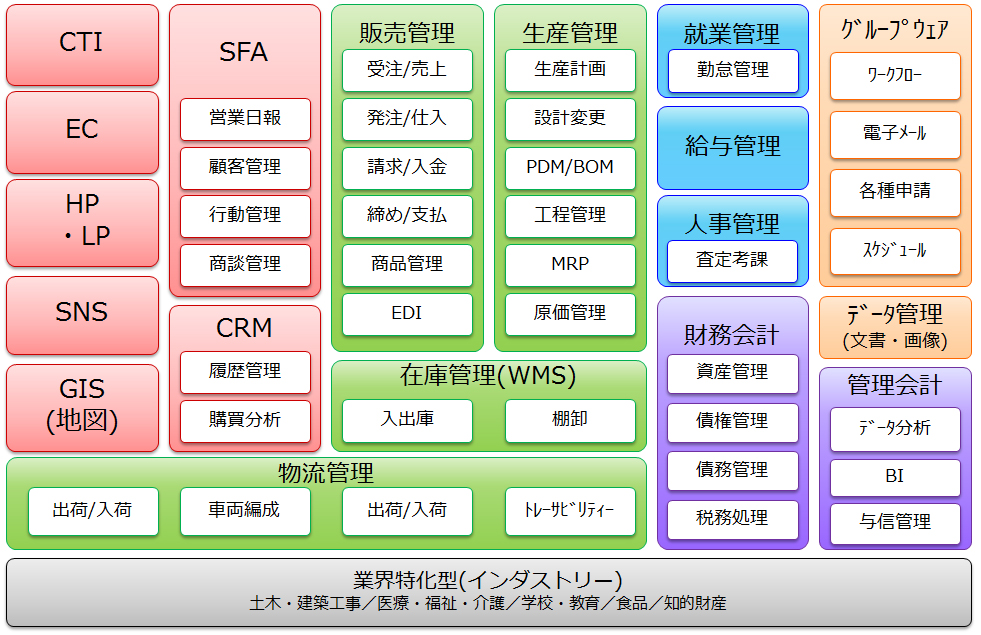 CTI
EC
HP
・LP
SNS
GIS
(地図)
SFA
営業日報
顧客管理
行動管理
商談管理
CRM
履歴管理
購買分析
販売管理
受注/売上
発注/仕入
請求/入金
締め/支払
商品管理
EDI
生産管理
生産計画
設計変更
PDM/BOM
工程管理
MRP
原価管理
在庫管理(WMS)
入出庫
棚卸
物流管理
出荷/入荷
車両編成
出荷/入荷
ﾄﾚｰｻﾋﾞﾘﾃｨｰ
就業管理
勤怠管理
給与管理
人事管理
査定考課
財務会計
資産管理
債権管理
債務管理
税務処理
ｸﾞﾙｰﾌﾟｳｪｱ
ﾜｰｸﾌﾛｰ
電子ﾒｰﾙ
各種申請
ｽｹｼﾞｭｰﾙ
ﾃﾞｰﾀ管理
(文書・画像)
管理会計
ﾃﾞｰﾀ分析
BI
与信管理
業界特化型(インダストリー)
土木・建築工事／医療・福祉・介護／学校・教育／食品／知的財産